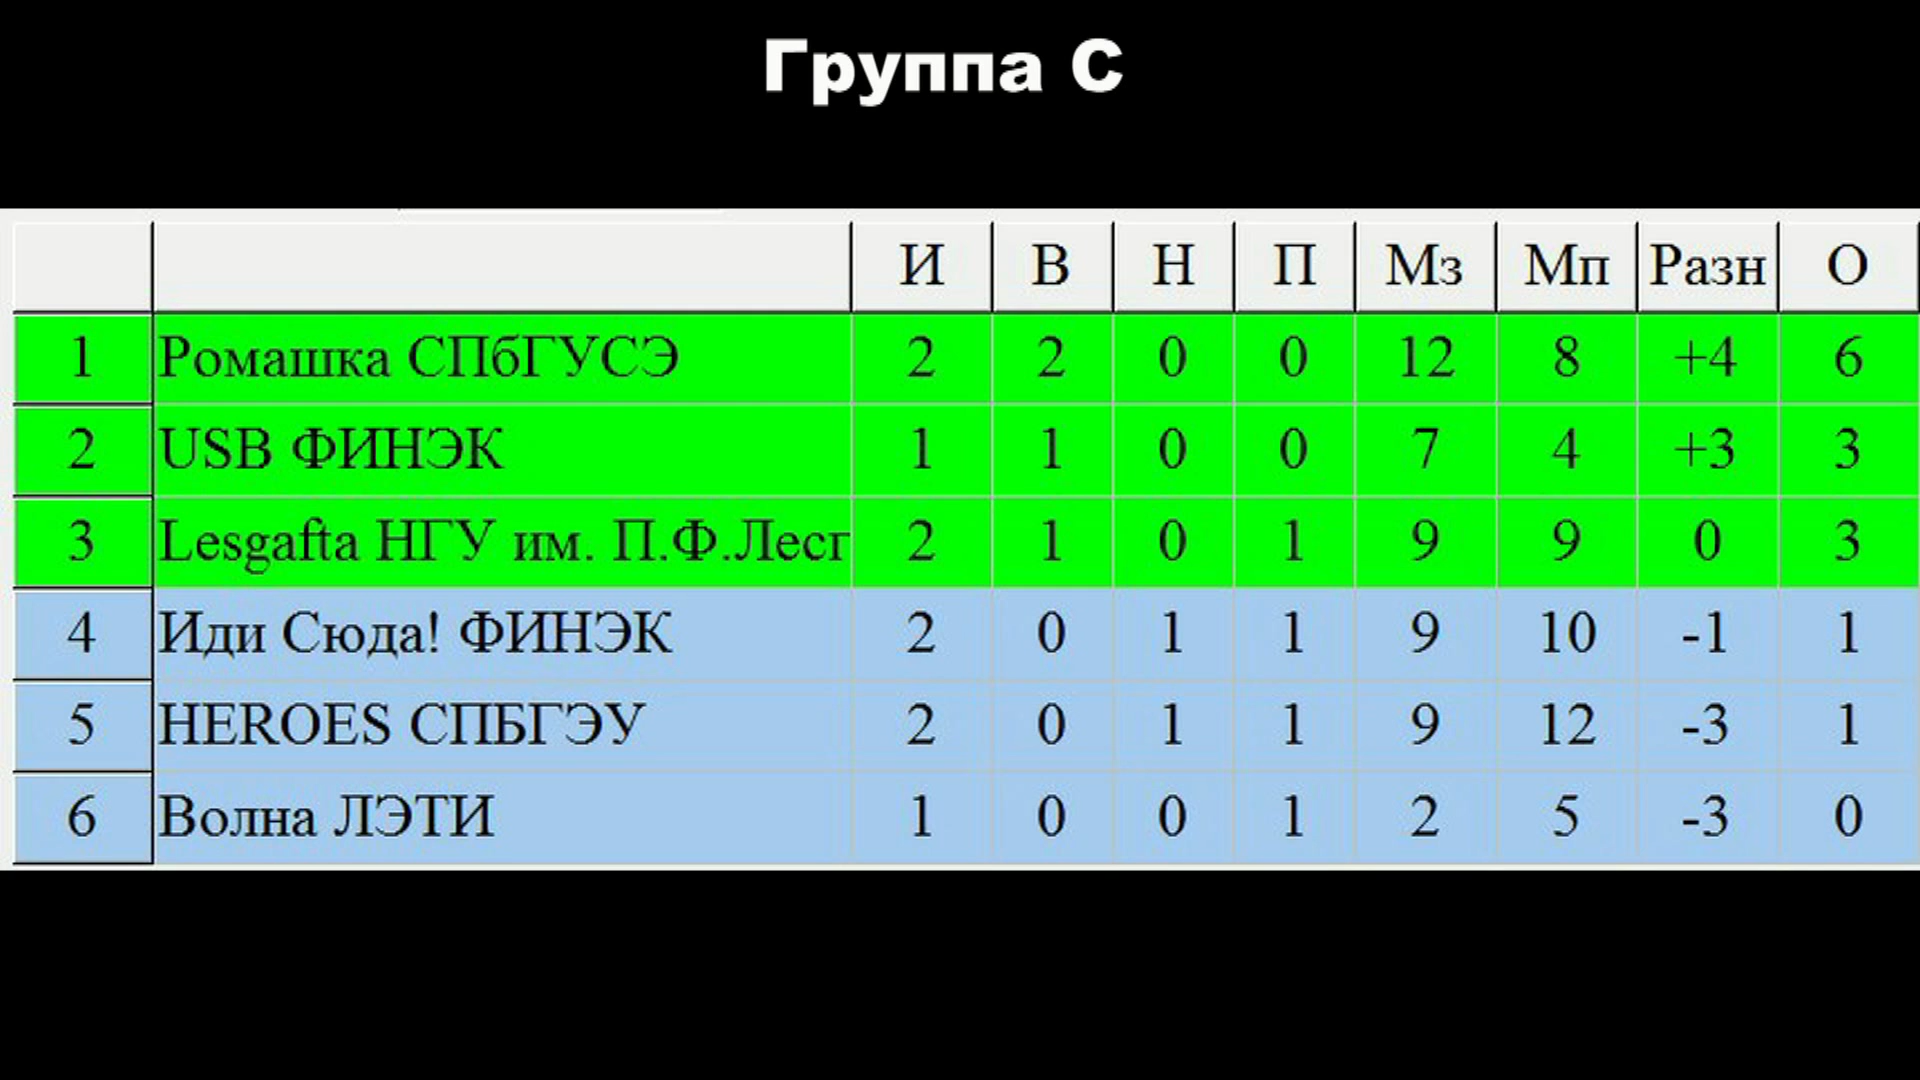 Группа С
И В Н П Мз Мп Разн О
1 Ромашка СПбГУСЭ 2 2 0 0 12 8 +4 6
2 USB ФИНЭК 1 1 0 0 7 4 +3 3
3 Lesgafta НГУ им. П.Ф.Лесг 2 1 0 1 9 9 0 3
4 Иди Сюда! ФИНЭК 2 0 1 1 9 10 -1 1
5 HEROES СПБГЭУ 2 0 1 1 9 12 -3 1
6 Волна ЛЭТИ 1 0 0 1 2 5 -3 0